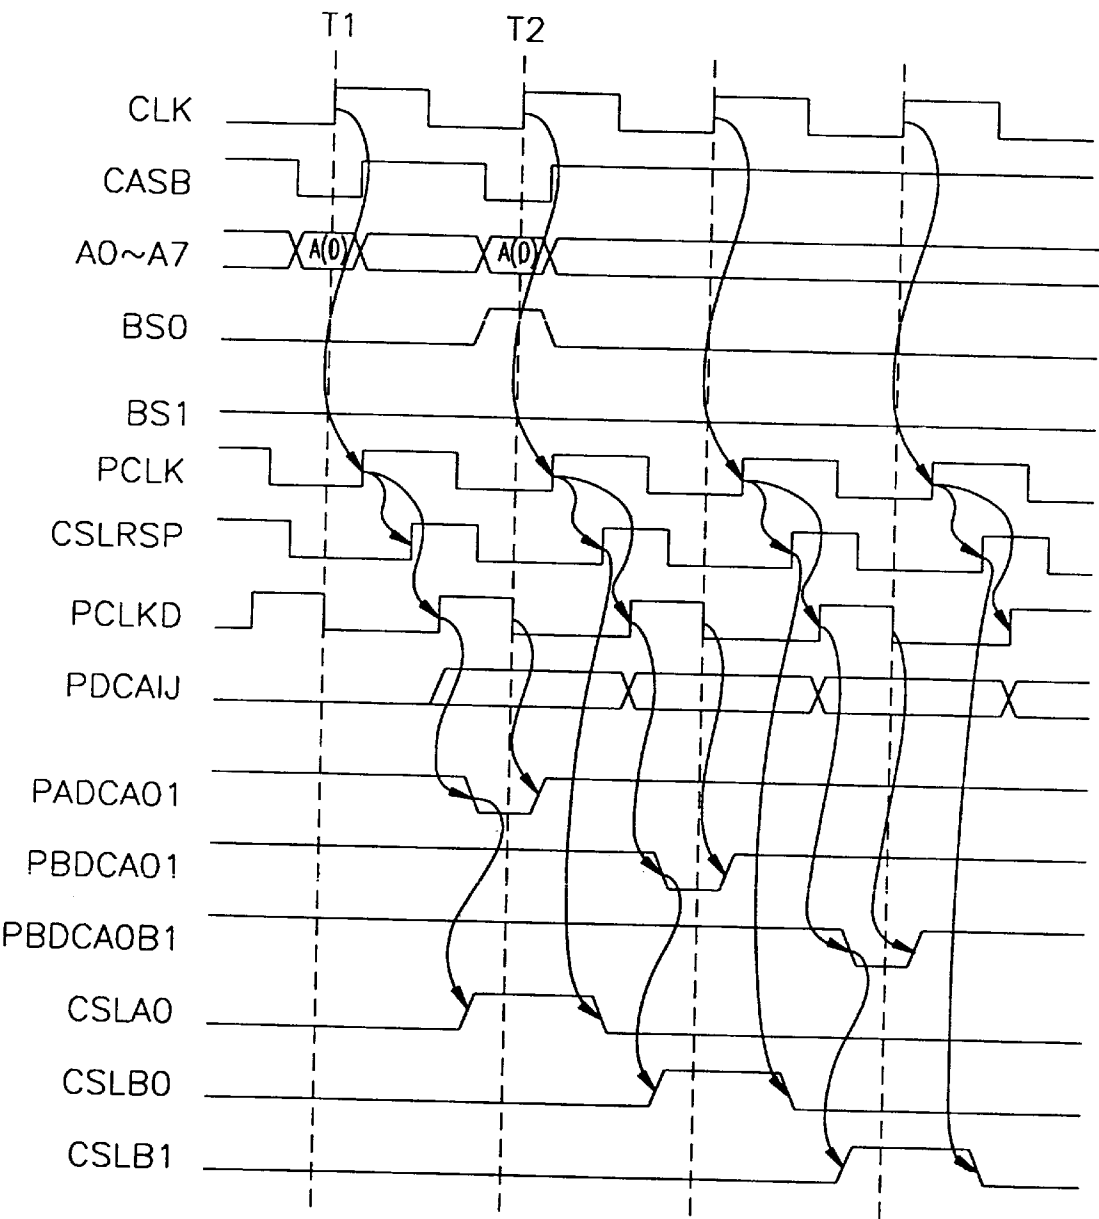 T1 T2
CLK
CASB
A0~A7 A(0) A(0)
BS0
BS1
PCLK
CSLRSP
PCLKD
PDCAIJ
PADCA01
PBDCA01
PBDCA0B1
CSLA0
CSLB0
CSLB1